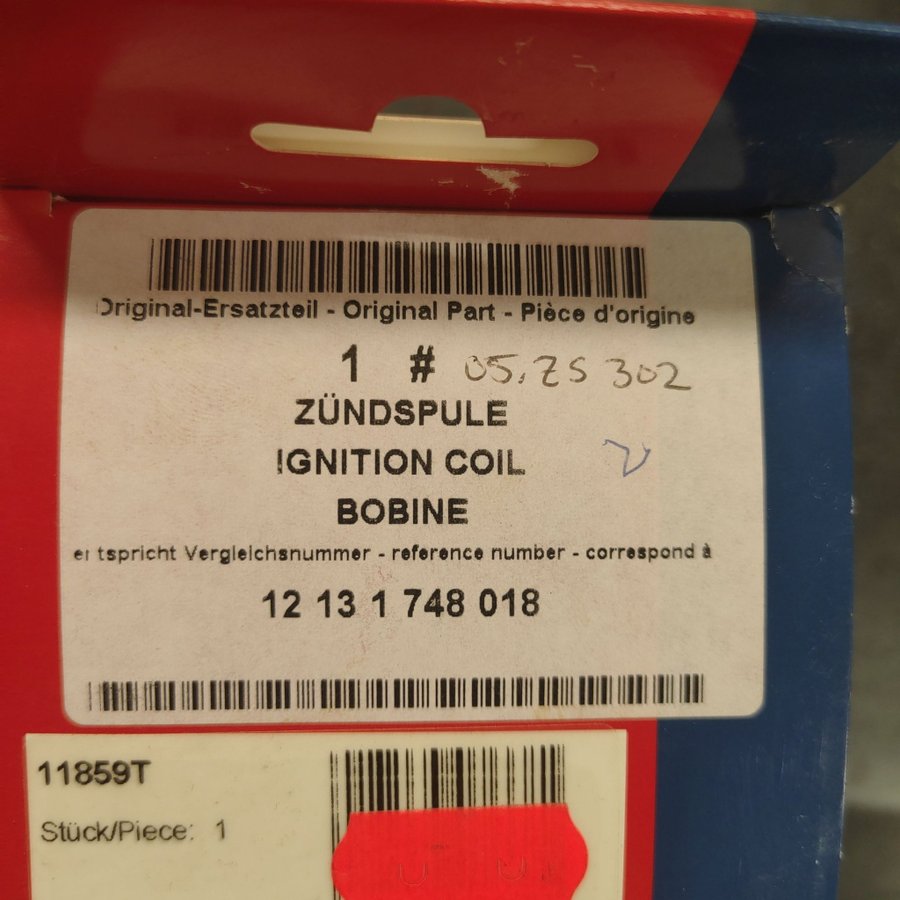 Original-Ersatzteil - Original Part - Pièce d'origine
1 # 05.ZS 302
ZÜNDSPULE
IGNITION COIL
BOBINE
entspricht Vergleichsnummer - reference number - correspond à
12 13 1 748 018
11859T
Stück/Piece: 1